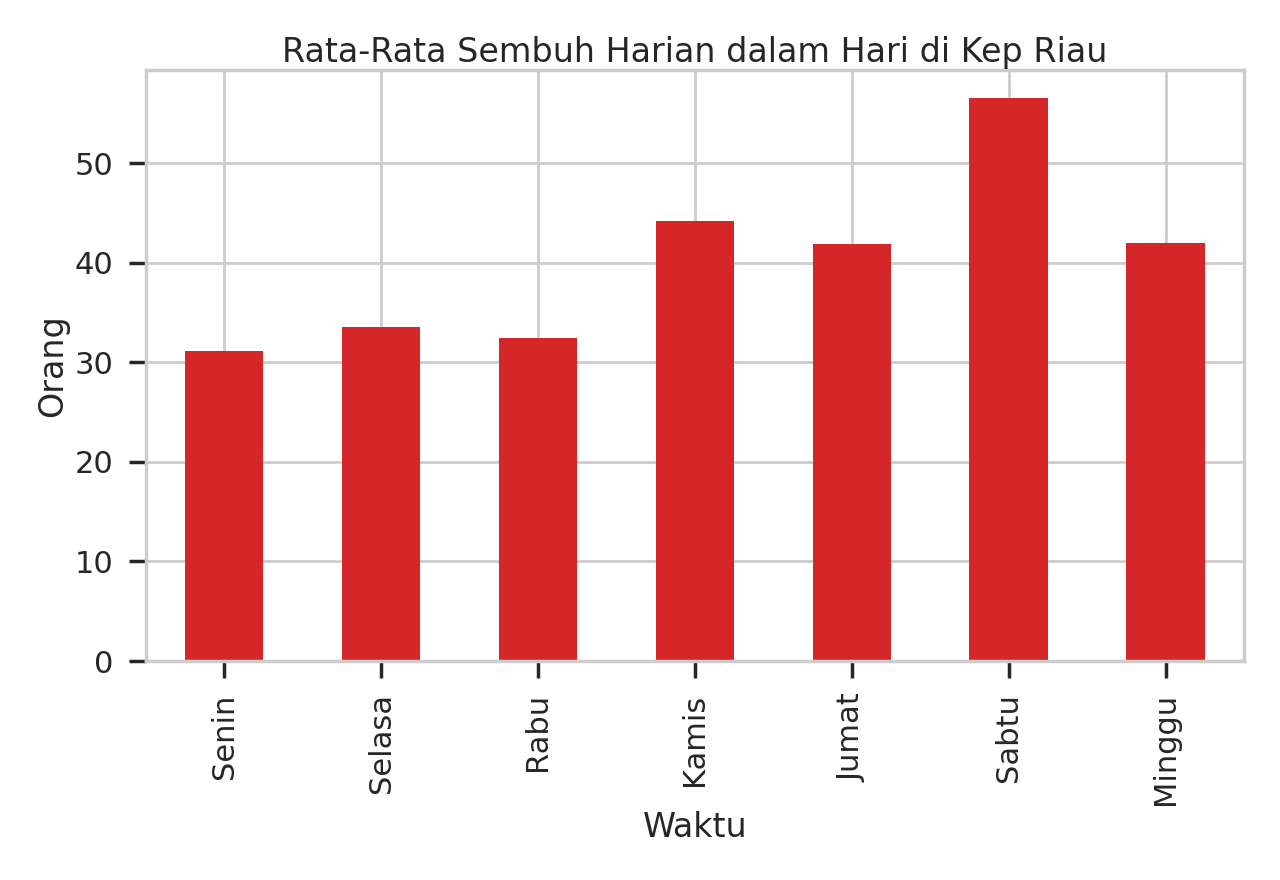 Rata-Rata Sembuh Harian dalam Hari di Kep Riau
Orang
50
40
30
20
10
0
Senin
Selasa
Rabu
Kamis
Jumat
Sabtu
Minggu
Waktu